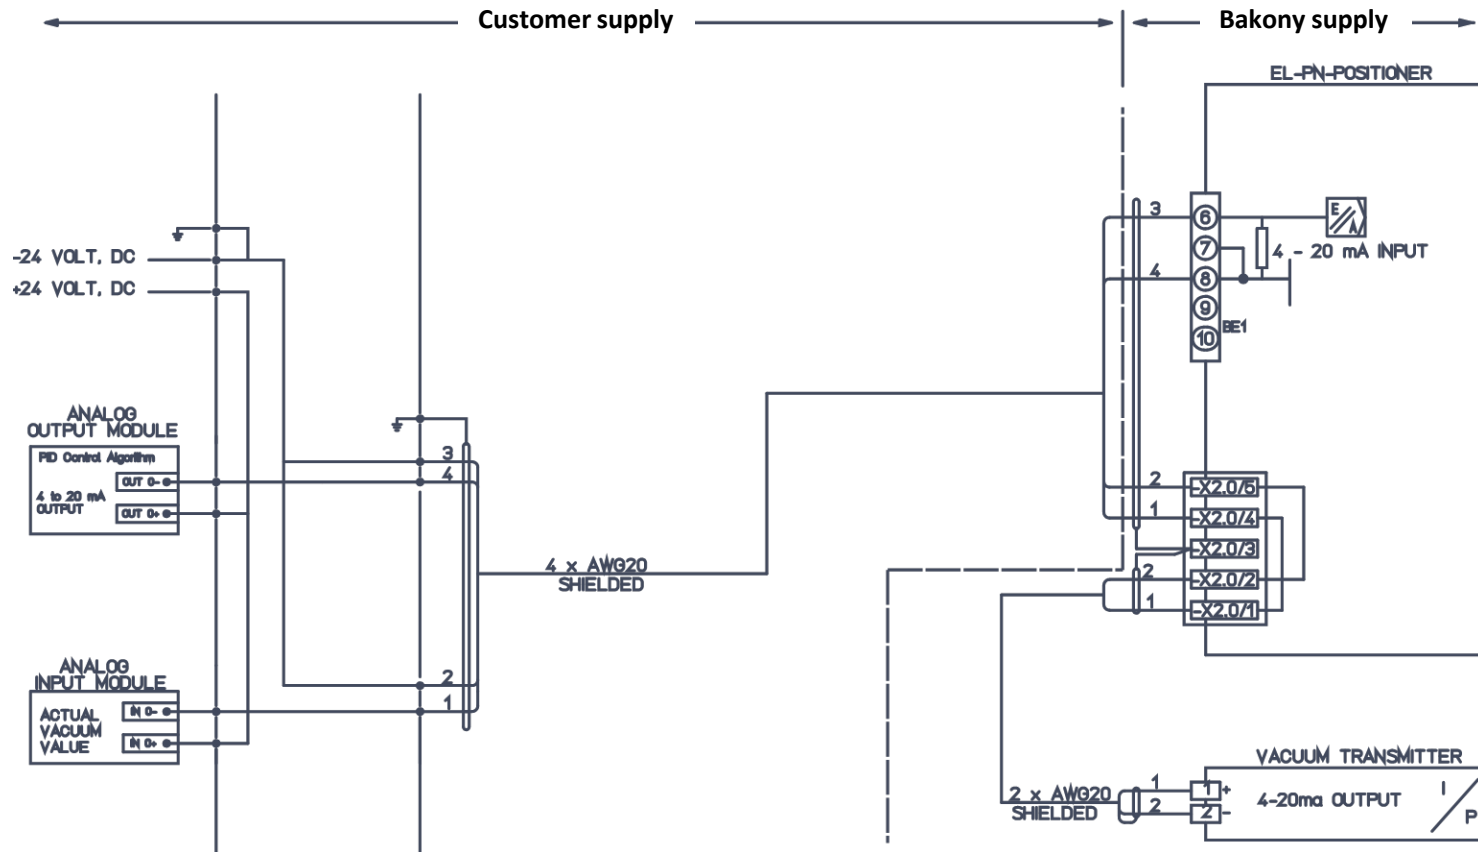 Customer supply
Bakony supply
EL-PN-POSITIONER
3
6
E
A
7
4 - 20 mA INPUT
-24 VOLT, DC
4
8
+24 VOLT, DC
9
BE1
10
ANALOG
OUTPUT MODULE
PID Control Algorithm
OUT 0-
4 to 20 mA
OUTPUT
OUT 0+
3
4
2
-X2.0/5
1
-X2.0/4
-X2.0/3
2
-X2.0/2
1
-X2.0/1
4 x AWG20
SHIELDED
ANALOG
INPUT MODULE
IN 0-
ACTUAL
VACUUM
VALUE
IN 0+
2
1
VACUUM TRANSMITTER
2 x AWG20
SHIELDED
1
1
+
2
2
-
4-20ma OUTPUT
I
P